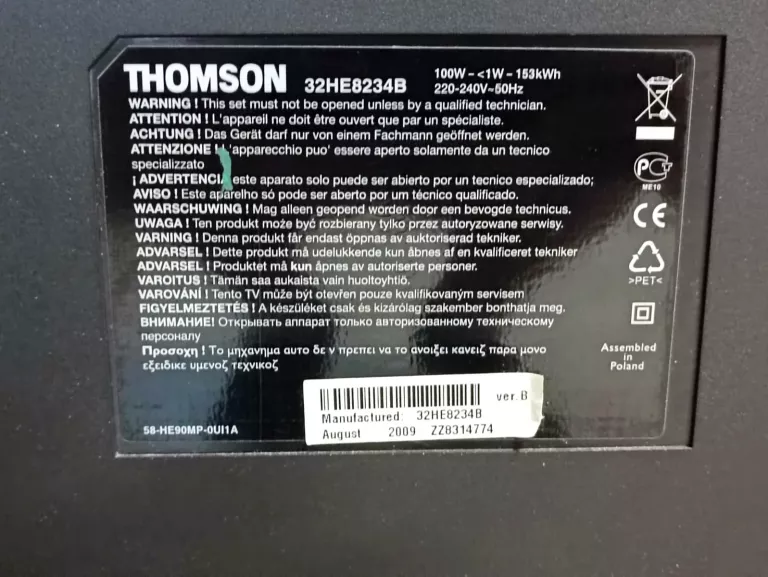 THOMSON 32HE8234B 100W - <1W - 153kWh
220-240V~50Hz
WARNING ! This set must not be opened unless by a qualified technician.
ATTENTION ! L'appareil ne doit être ouvert que par un spécialiste.
ACHTUNG ! Das Gerät darf nur von einem Fachmann geöffnet werden.
ATTENZIONE ! L'apparecchio puo' essere aperto solamente da un tecnico
specializzato
¡ ADVERTENCIA este aparato solo puede ser abierto por un tecnico especializado;
AVISO ! Este aparelho só pode ser aberto por um técnico qualificado.
WAARSCHUWING ! Mag alleen geopend worden door een bevogde technicus.
UWAGA ! Ten produkt może być rozbierany tylko przez autoryzowane serwisy.
VARNING ! Denna produkt får endast öppnas av auktoriserad tekniker.
ADVARSEL ! Dette produkt må udelukkende kun åbnes af en kvalificeret tekniker
ADVARSEL ! Produktet må kun åpnes av autoriserte personer.
VAROITUS ! Tämän saa aukaista vain huoltoyhtiö.
VAROVÁNÍ ! Tento TV může být otevřen pouze kvalifikovaným servisem
FIGYELMEZTETÉS ! A készüléket csak és kizárólag szakember bonthatja meg.
ВНИМАНИЕ! Открывать аппарат только авторизованному техническому
персоналу
Προσοχη ! Το μηχανημα αυτο δε ν πρεπει να το ανοιξει κανειζ παρα μονο
εξειδικε υμενοζ τεχνικοζ
58-HE90MP-0UI1A
ver. B
Manufactured: 32HE8234B
August 2009 ZZ8314774
ME10
CE
>PET<
Assembled
in
Poland